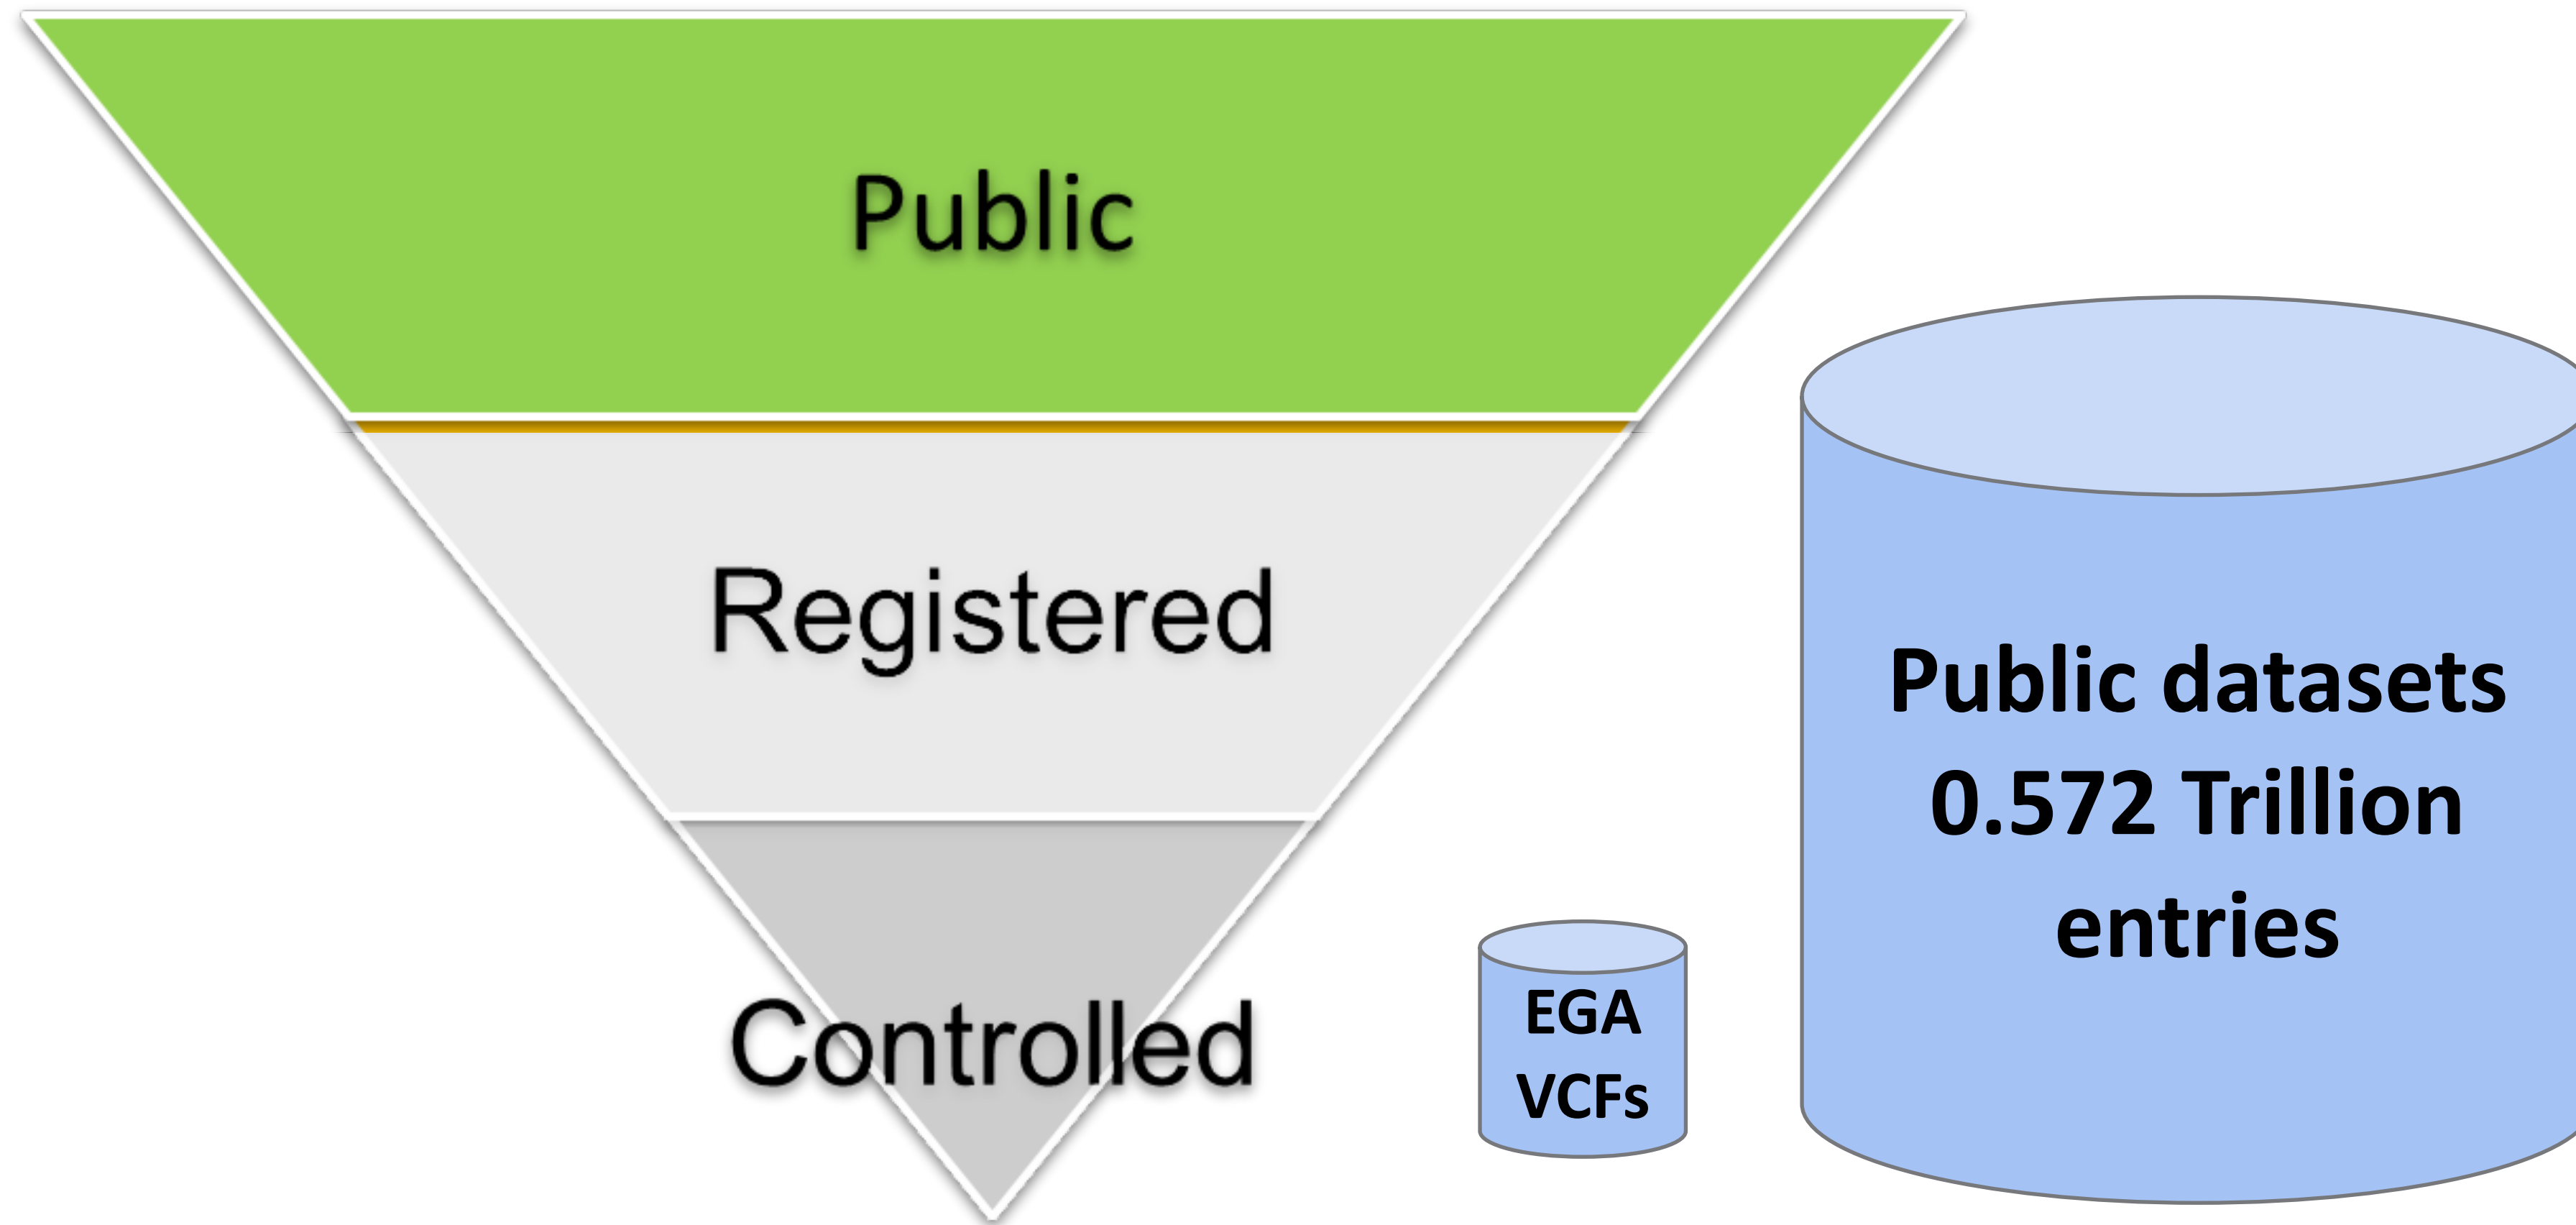 Public
Registered
Controlled
EGA
VCFs
Public datasets
0.572 Trillion
entries